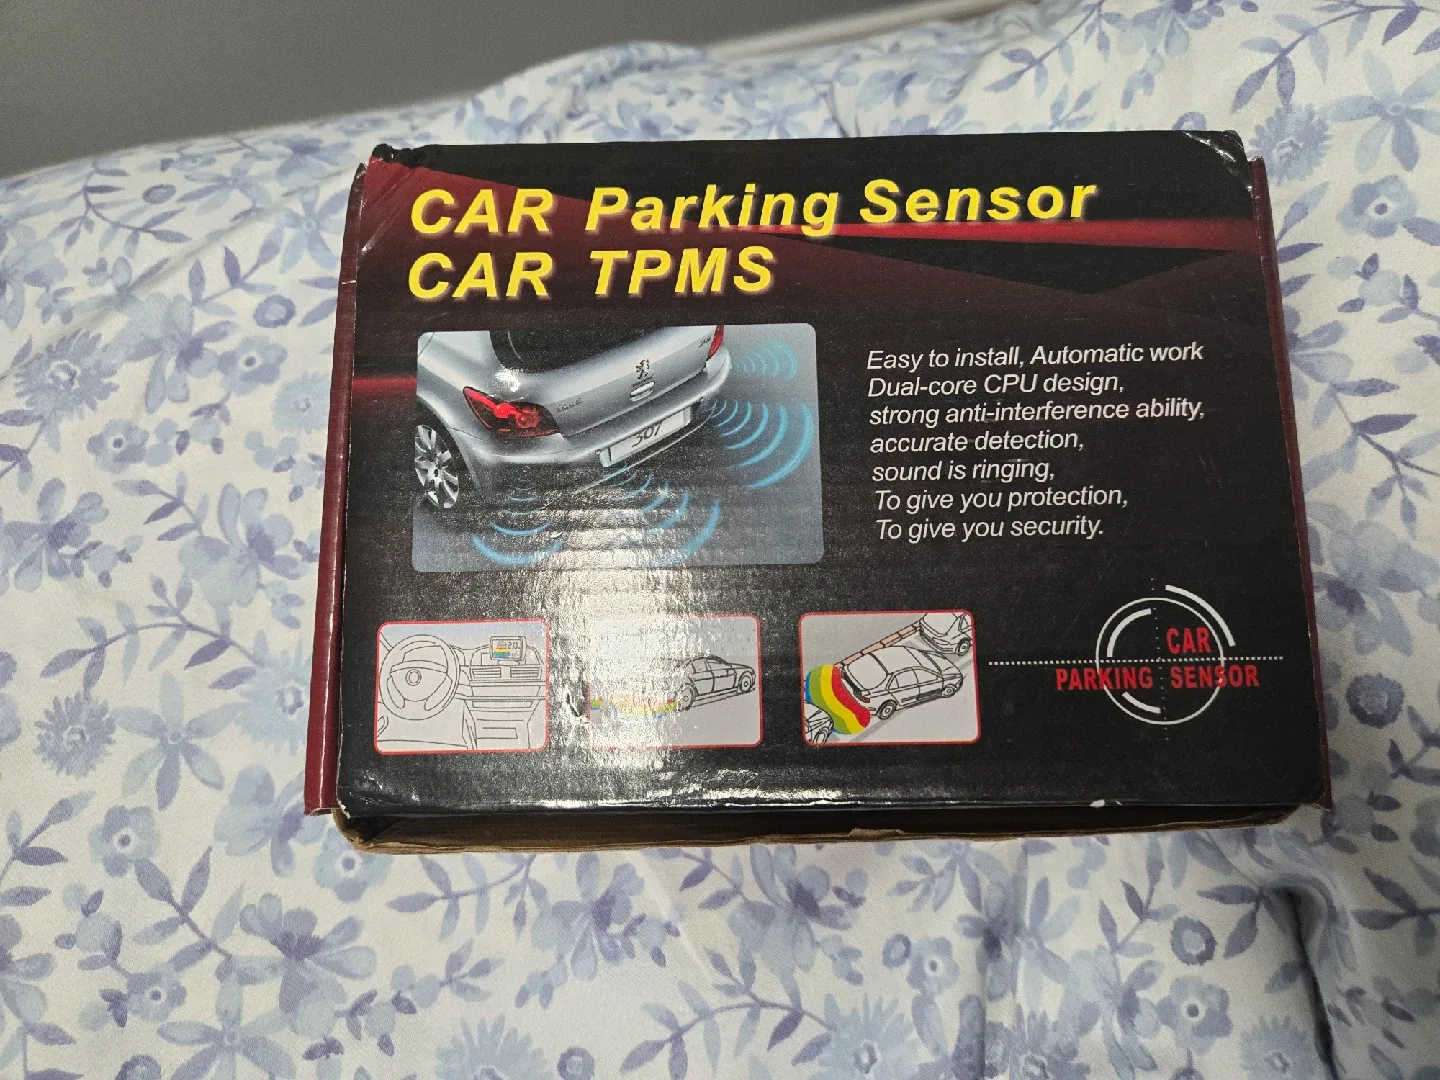 CAR Parking Sensor
CAR TPMS
Easy to install, Automatic work
Dual-core CPU design,
strong anti-interference ability,
accurate detection,
sound is ringing,
To give you protection,
To give you security.
307
CAR
PARKING SENSOR